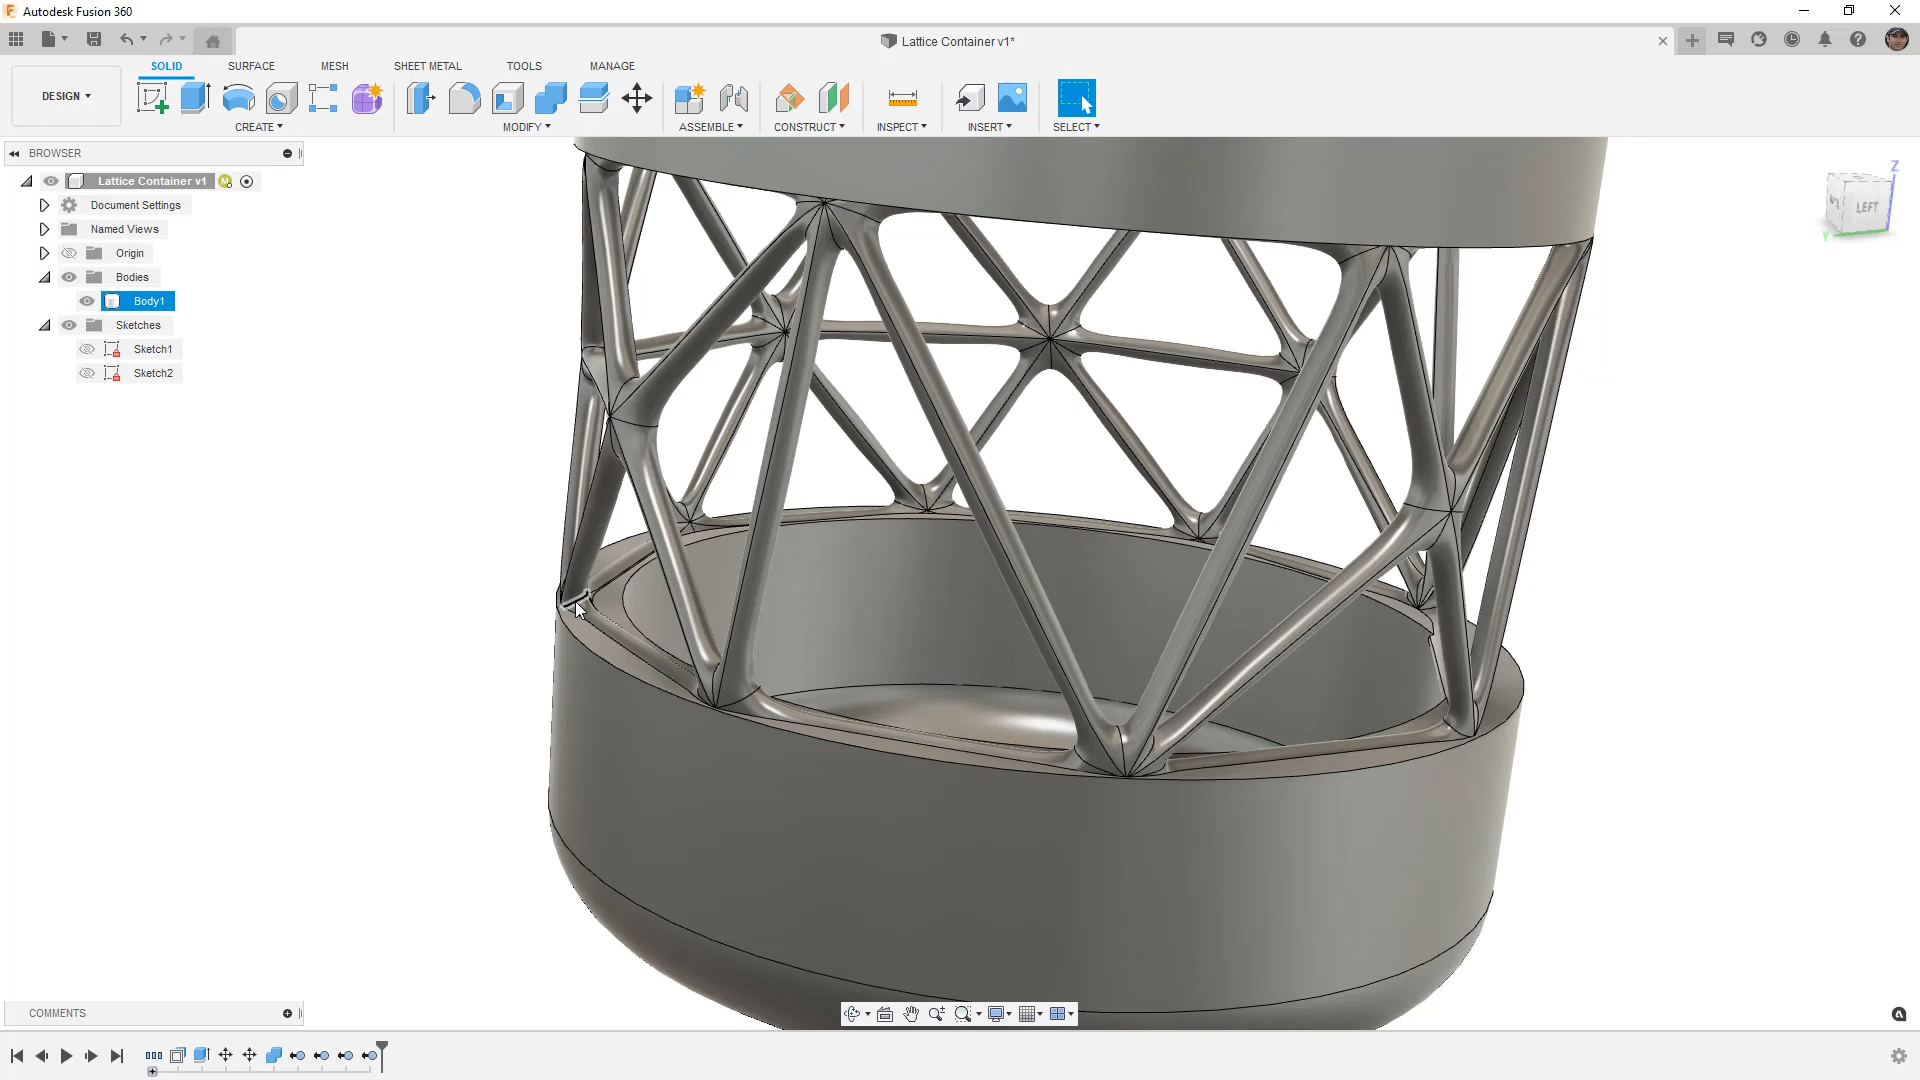 Autodesk Fusion 360
Lattice Container v1*
DESIGN
SOLID
SURFACE
MESH
SHEET METAL
TOOLS
MANAGE
CREATE
MODIFY
ASSEMBLE
CONSTRUCT
INSPECT
INSERT
SELECT
BROWSER
Lattice Container v1
Document Settings
Named Views
Origin
Bodies
Body1
Sketches
Sketch1
Sketch2
Z
LEFT
Y
COMMENTS